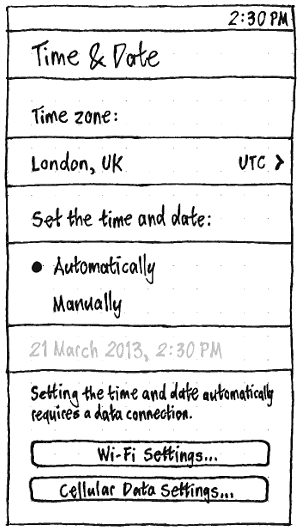 2:30 PM
Time & Date
Time zone:
London, UK UTC >
Set the time and date:
Automatically
Manually
21 March 2013, 2:30 PM
Setting the time and date automatically
requires a data connection.
Wi-Fi Settings...
Cellular Data Settings...